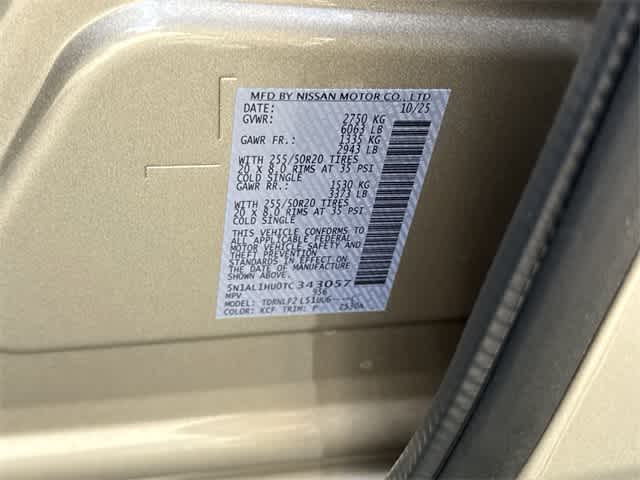 MFD BY NISSAN MOTOR CO., LTD
DATE: 10/25
GVWR: 2750 KG
6063 LB
GAWR FR.: 1335 KG
2943 LB
WITH 255/50R20 TIRES
20 x 8.0 RIMS AT 35 PSI
COLD SINGLE
GAWR RR.: 1530 KG
3373 LB
WITH 255/50R20 TIRES
20 x 8.0 RIMS AT 35 PSI
COLD SINGLE
THIS VEHICLE CONFORMS TO
ALL APPLICABLE FEDERAL
MOTOR VEHICLE SAFETY AND
THEFT PREVENTION
STANDARDS IN EFFECT ON
THE DATE OF MANUFACTURE
5N1AL1HU0TC343057
MPV 936
MODEL: TDRNLFZ L51UU6
COLOR: KCF TRIM: P 2530A